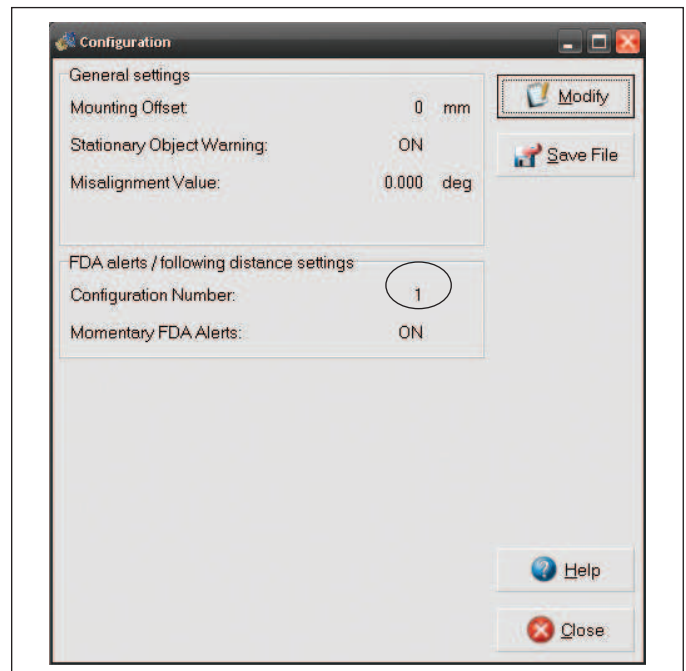 Configuration
General settings
Mounting Offset: 0 mm
Stationary Object Warning: ON
Misalignment Value: 0.000 deg
FDA alerts / following distance settings
Configuration Number: 1
Momentary FDA Alerts: ON
Modify
Save File
Help
Close